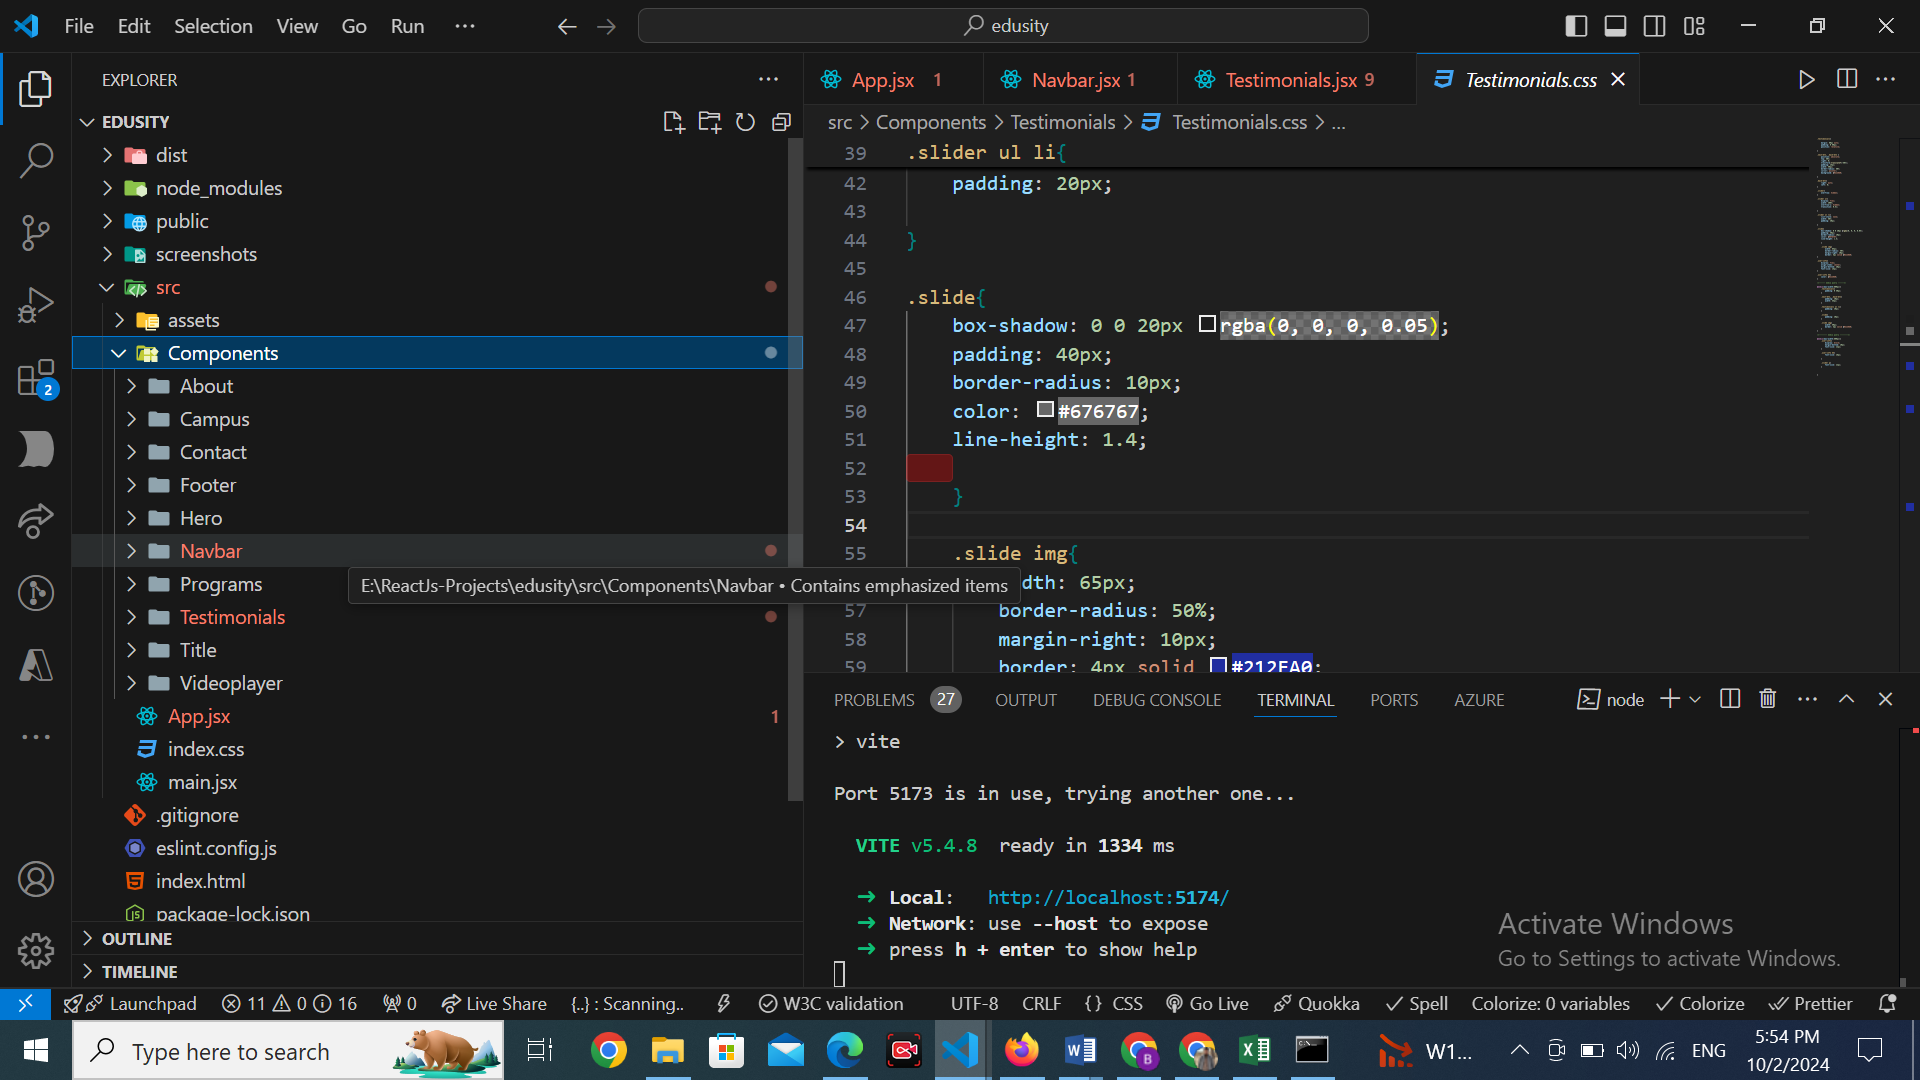 File Edit Selection View Go Run ...
edusity
EXPLORER ...
EDUSITY
dist
node_modules
public
screenshots
src
assets
Components
About
Campus
Contact
Footer
Hero
Navbar
Programs
Testimonials
Title
Videoplayer
App.jsx 1
index.css
main.jsx
.gitignore
eslint.config.js
index.html
package-lock.json
OUTLINE
TIMELINE
2
E:\ReactJs-Projects\edusity\src\Components\Navbar • Contains emphasized items
App.jsx 1 Navbar.jsx 1 Testimonials.jsx 9 Testimonials.css
src > Components > Testimonials > Testimonials.css > ...
39 .slider ul li{
42 padding: 20px;
43
44 }
45
46 .slide{
47 box-shadow: 0 0 20px rgba(0, 0, 0, 0.05);
48 padding: 40px;
49 border-radius: 10px;
50 color: #676767;
51 line-height: 1.4;
52
53 }
54
55 .slide img{
dth: 65px;
57 border-radius: 50%;
58 margin-right: 10px;
59 border: 4px solid #212EA0;
PROBLEMS 27 OUTPUT DEBUG CONSOLE TERMINAL PORTS AZURE node
> vite
Port 5173 is in use, trying another one...
VITE v5.4.8 ready in 1334 ms
➜ Local: http://localhost:5174/
➜ Network: use --host to expose
➜ press h + enter to show help
Activate Windows
Go to Settings to activate Windows.
Launchpad 11 0 16 0 Live Share {..} : Scanning.. W3C validation UTF-8 CRLF {} CSS Go Live Quokka Spell Colorize: 0 variables Colorize Prettier
Type here to search
B
W1...
ENG
5:54 PM
10/2/2024